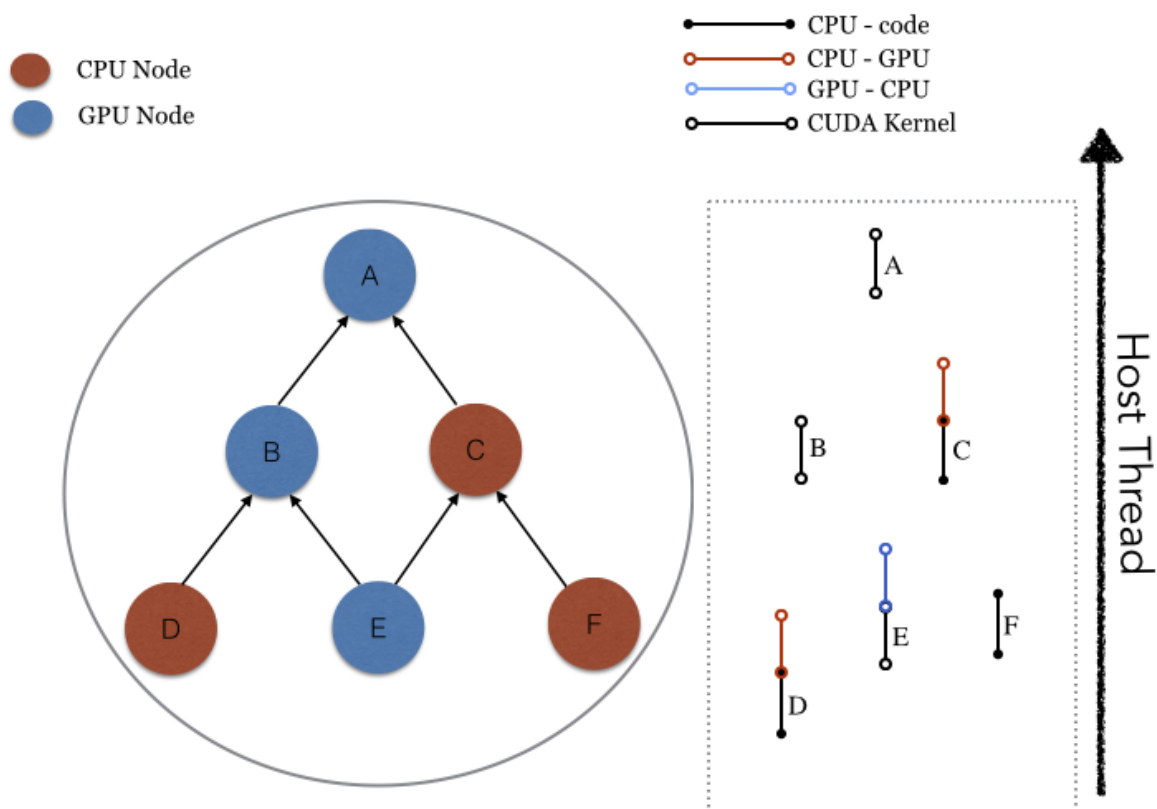 CPU Node
GPU Node
CPU - code
CPU - GPU
GPU - CPU
CUDA Kernel
A
B
C
D
E
F
A
B
C
E
F
D
Host Thread